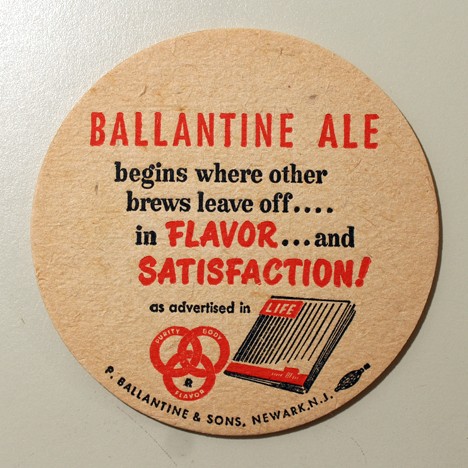 BALLANTINE ALE
begins where other
brews leave off....
in FLAVOR...and
SATISFACTION!
as advertised in
LIFE
PURITY BODY
FLAVOR
R
P. BALLANTINE & SONS, NEWARK, N.J.